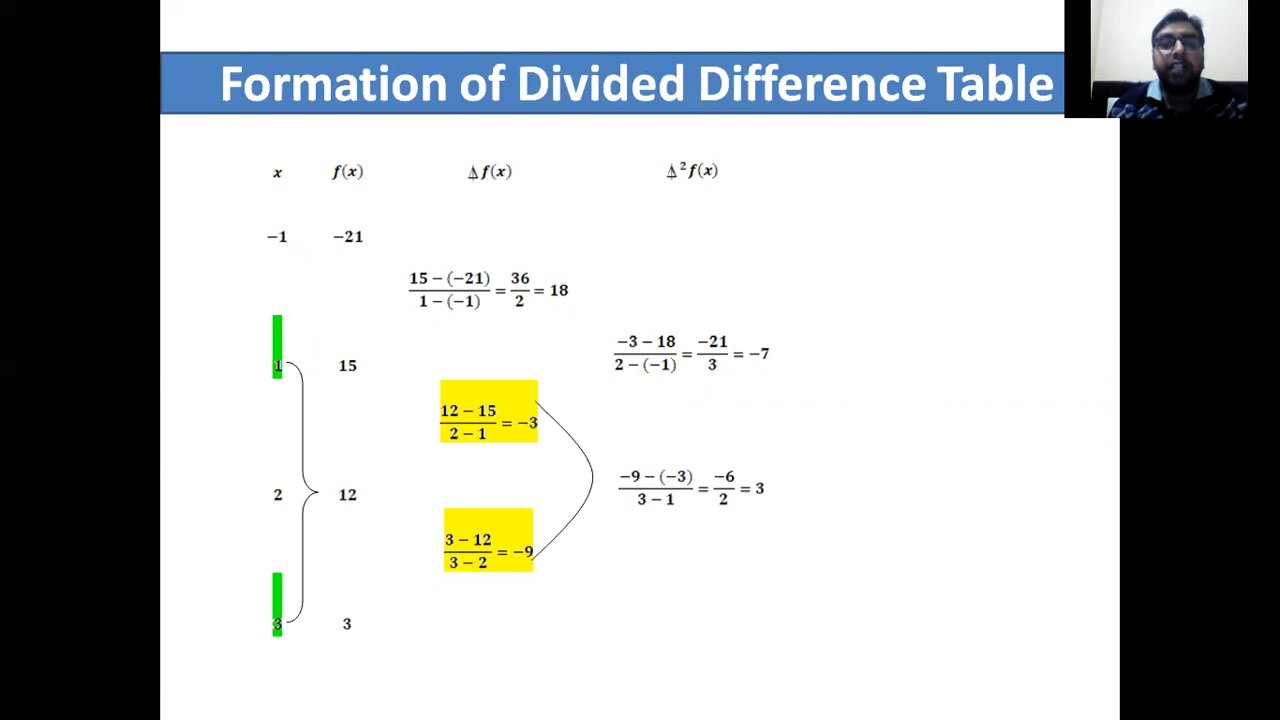 Formation of Divided Difference Table
x f(x) ⍋f(x) ⍋²f(x)
−1 −21
(15 − (−21))/(1 − (−1)) = 36/2 = 18
(−3 − 18)/(2 − (−1)) = −21/3 = −7
1 15
(12 − 15)/(2 − 1) = −3
(−9 − (−3))/(3 − 1) = −6/2 = 3
2 12
(3 − 12)/(3 − 2) = −9
3 3